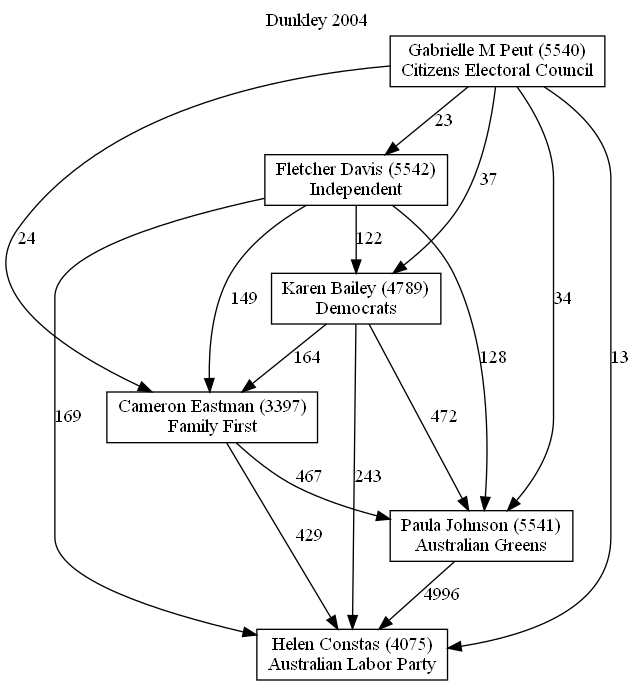 Dunkley 2004
Gabrielle M Peut (5540)
Citizens Electoral Council
23
Fletcher Davis (5542)
Independent
37
24
122
Karen Bailey (4789)
Democrats
149
34
164
128
13
Cameron Eastman (3397)
Family First
169
472
467
243
429
Paula Johnson (5541)
Australian Greens
4996
Helen Constas (4075)
Australian Labor Party